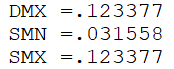 DMX =.123377
SMN =.031558
SMX =.123377